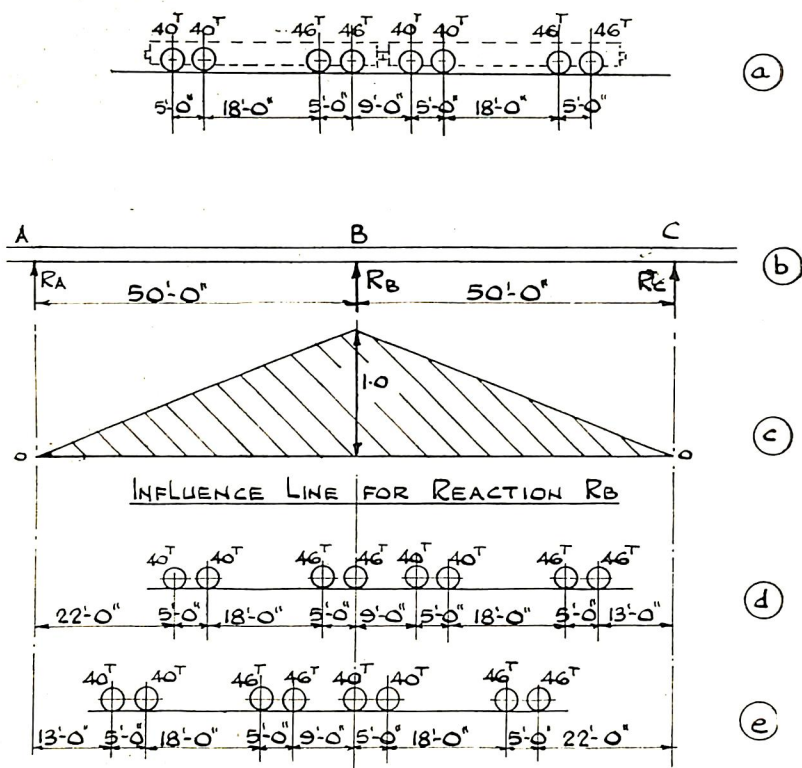 40T 40T 46T 46T 40T 40T 46T 46T
a
5'-0" 18'-0" 5'-0" 9'-0" 5'-0" 18'-0" 5'-0"
A B C
b
RA RB RC
50'-0" 50'-0"
1.0
c
0 0
INFLUENCE LINE FOR REACTION RB
40T 40T 46T 46T 40T 40T 46T 46T
d
22'-0" 5'-0" 18'-0" 5'-0" 9'-0" 5'-0" 18'-0" 5'-0" 13'-0"
40T 40T 46T 46T 40T 40T 46T 46T
e
13'-0" 5'-0" 18'-0" 5'-0" 9'-0" 5'-0" 18'-0" 5'-0" 22'-0"